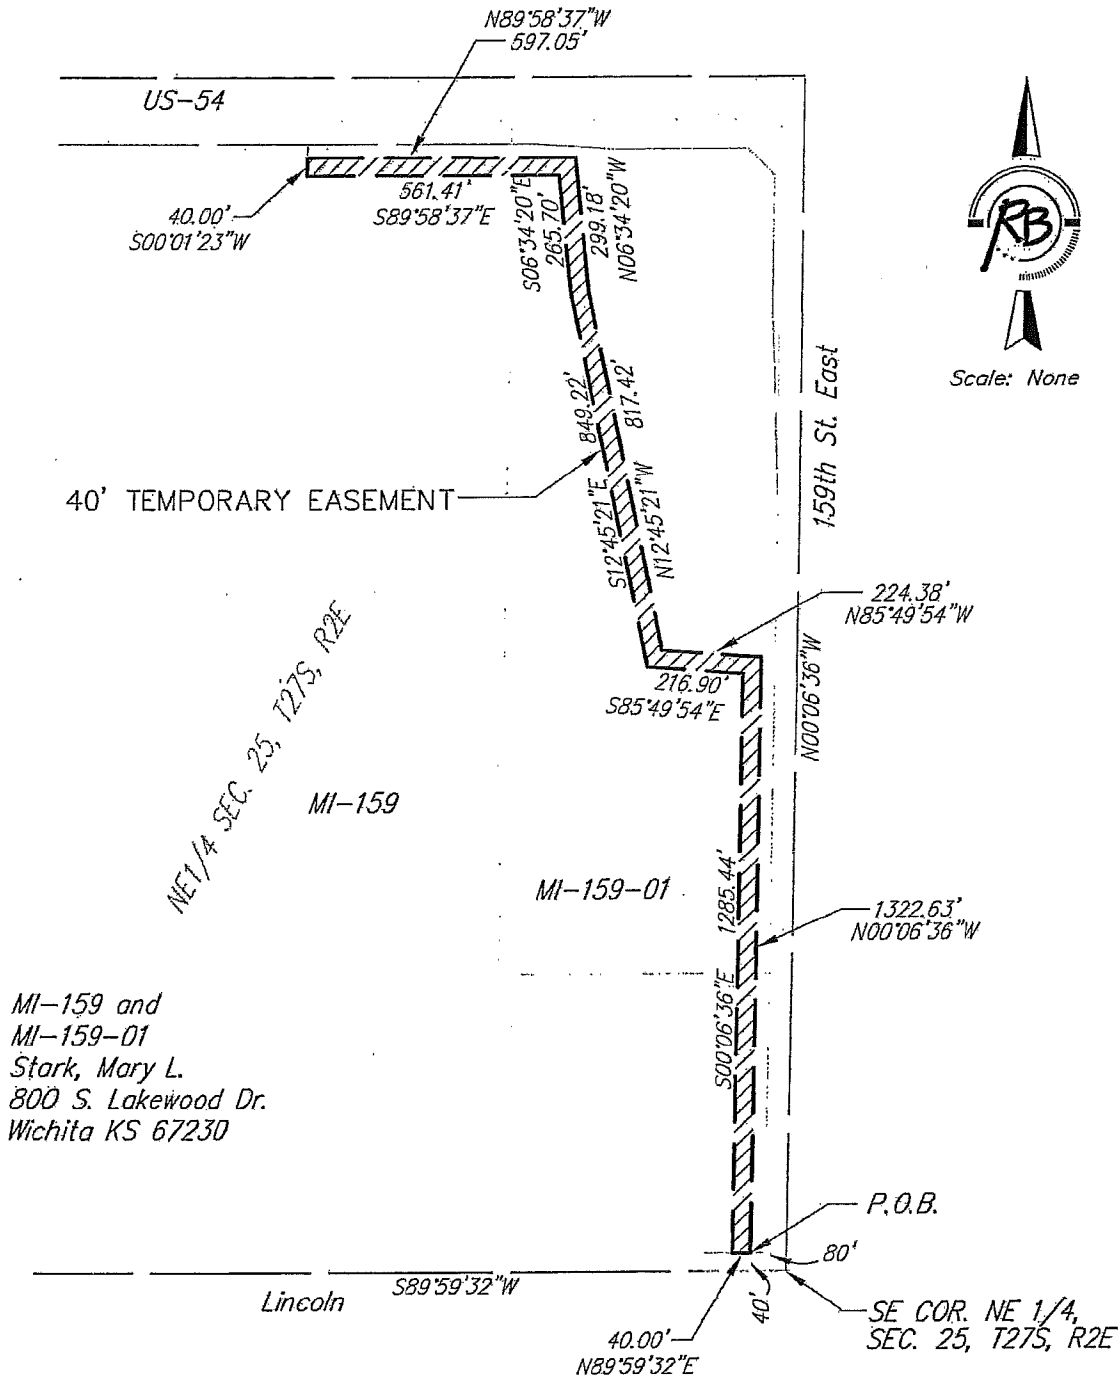 N89°58'37"W
597.05'
US-54
40.00'
S00°01'23"W
561.41'
S89°58'37"E
S06°34'20"E
265.70'
299.18'
N06°34'20"W
RB
Scale: None
159th St. East
849.22'
817.42'
40' TEMPORARY EASEMENT
S12°45'21"E
N12°45'21"W
224.38'
N85°49'54"W
216.90'
S85°49'54"E
N00°06'36"W
NE1/4 SEC. 25, T27S, R2E
MI-159
MI-159-01
1285.44'
1322.63'
N00°06'36"W
S00°06'36"E
MI-159 and
MI-159-01
Stark, Mary L.
800 S. Lakewood Dr.
Wichita KS 67230
P.O.B.
80'
40'
S89°59'32"W
Lincoln
SE COR. NE 1/4,
SEC. 25, T27S, R2E
40.00'
N89°59'32"E